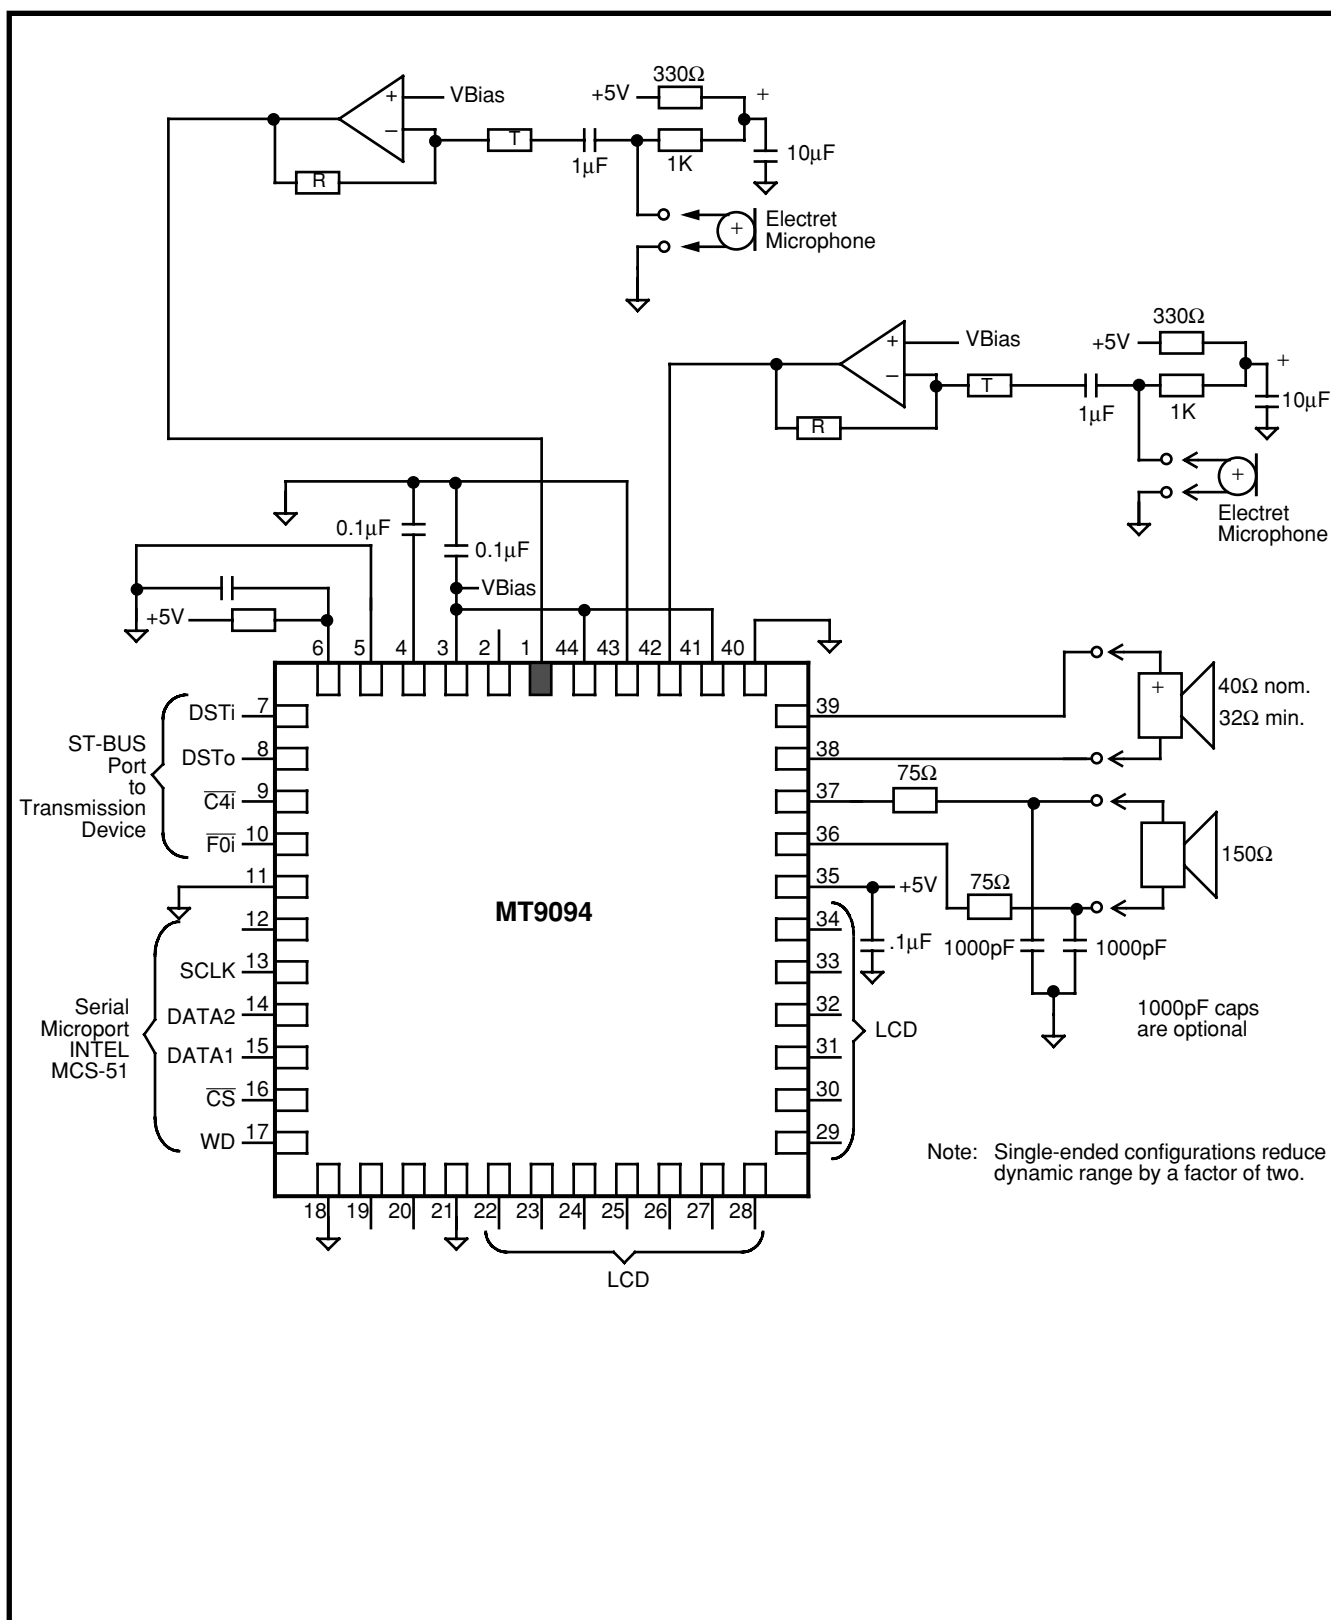 330Ω
+5V
+
+
VBias
−
T
1μF
1K
10μF
R
+
Electret
Microphone
330Ω
+5V
+
+
VBias
−
T
1μF
1K
10μF
R
+
Electret
Microphone
0.1μF
0.1μF
VBias
+5V
6 5 4 3 2 1 44 43 42 41 40
ST-BUS
Port
to
Transmission
Device
DSTi 7
DSTo 8
C4i 9
F0i 10
11
12
Serial
Microport
INTEL
MCS-51
SCLK 13
DATA2 14
DATA1 15
CS 16
WD 17
MT9094
39
38
37
36
35
34
33
32
31
30
29
+
40Ω nom.
32Ω min.
75Ω
150Ω
75Ω
+5V
.1μF
1000pF
1000pF
1000pF caps
are optional
LCD
Note: Single-ended configurations reduce
dynamic range by a factor of two.
18 19 20 21 22 23 24 25 26 27 28
LCD